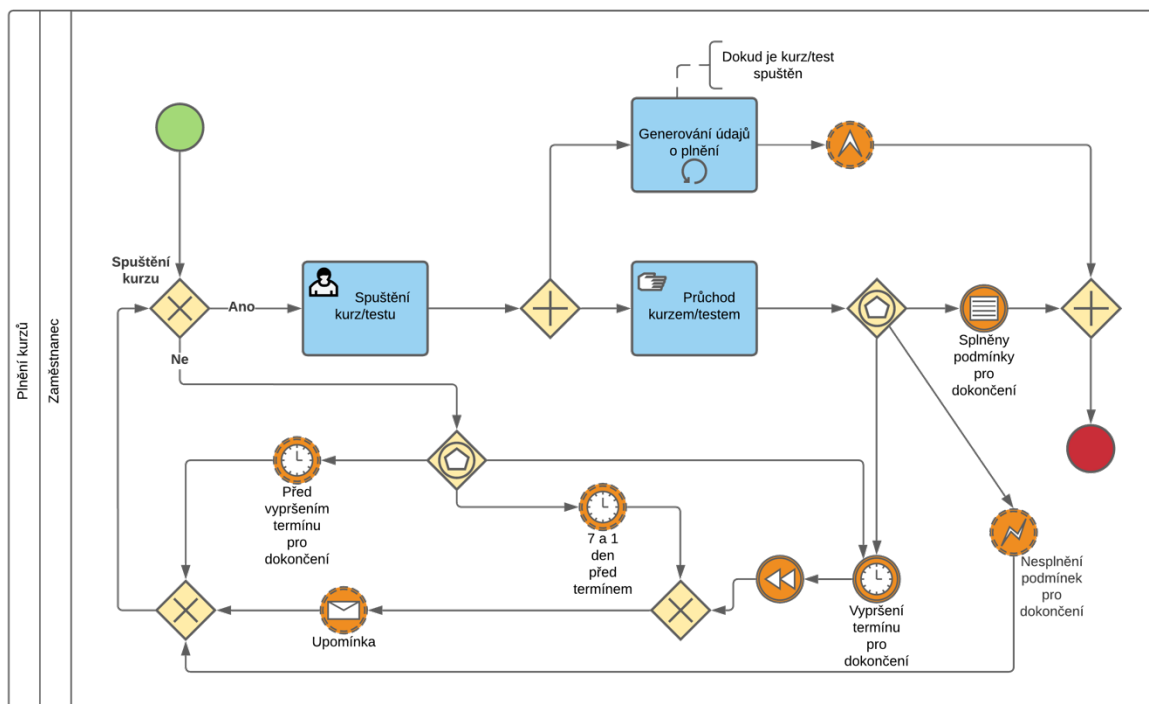 Plnění kurzů
Zaměstnanec
Dokud je kurz/test
spuštěn
Generování údajů
o plnění
Spuštění
kurzu
Ano
Spuštění
kurz/testu
Průchod
kurzem/testem
Splněny
podmínky
pro
dokončení
Ne
Před
vypršením
termínu
pro
dokončení
7 a 1
den
před
termínem
Vypršení
termínu
pro
dokončení
Nesplnění
podmínek
pro
dokončení
Upomínka